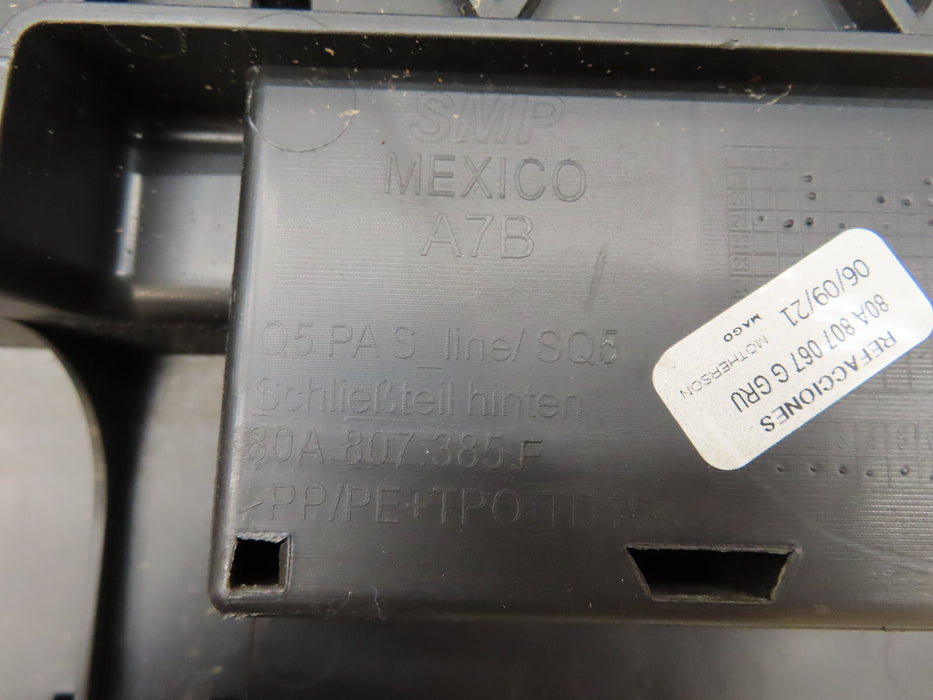 SMP
MEXICO
A7B
Q5 PA S_line/ SQ5
Schließteil hinten
80A.807.385.F
>PP/PE+TPO-
REFACCIONES
80A 807 067 G GRU
MOTHERSON
MAGO
06/09/21